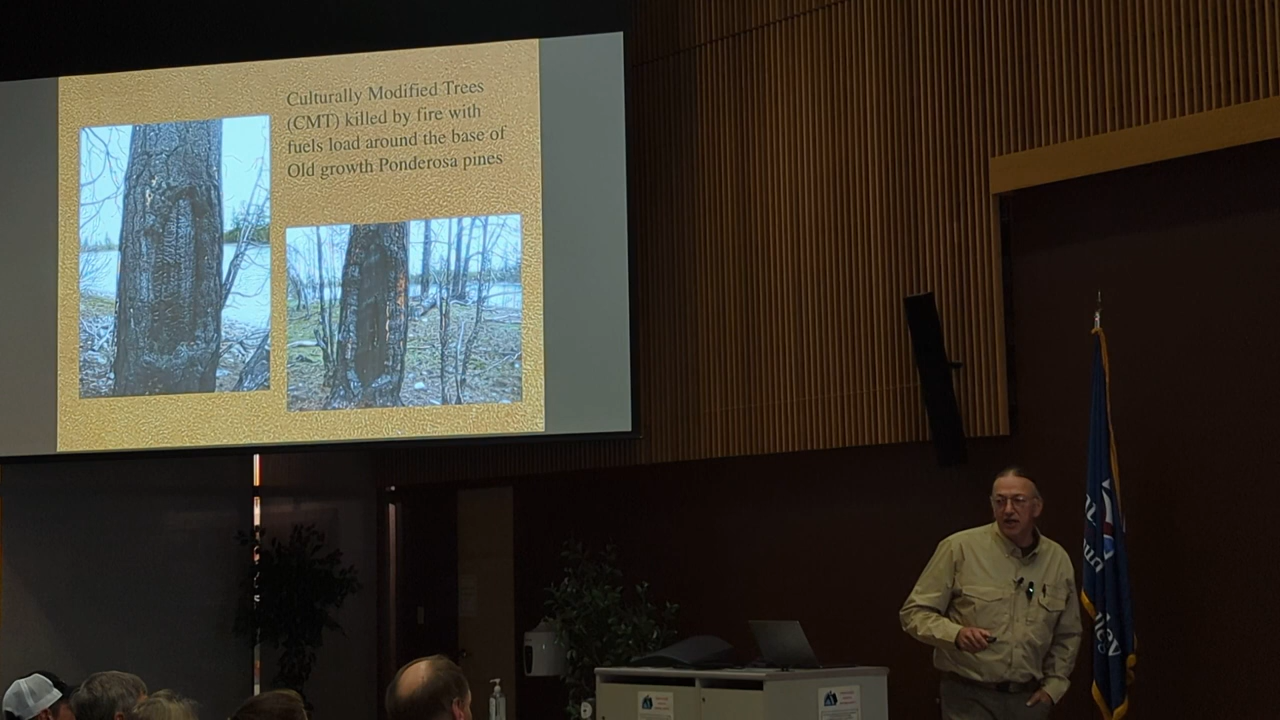 Culturally Modified Trees
(CMT) killed by fire with
fuels load around the base of
Old growth Ponderosa pines